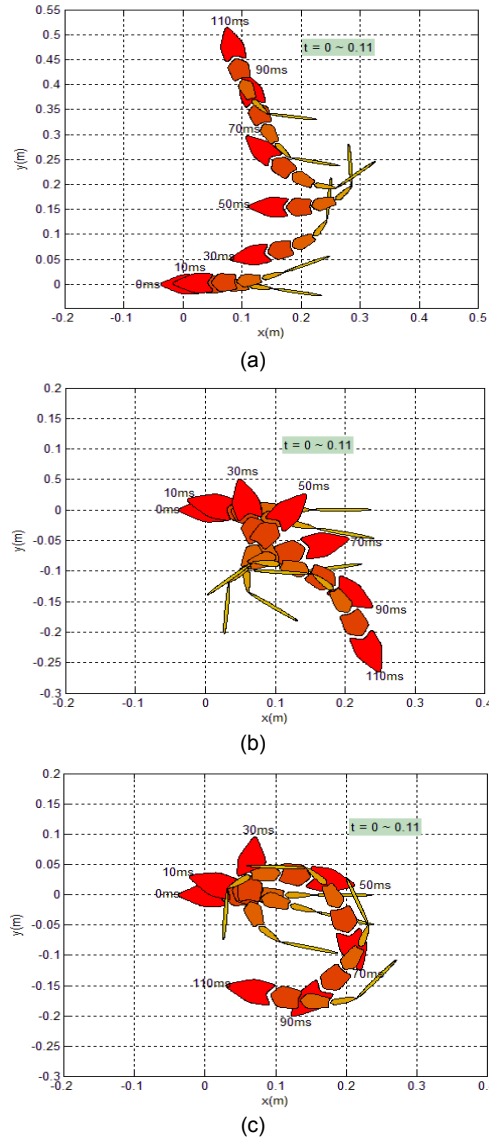 0.55
110ms
0.5
t = 0 ~ 0.11
0.45
90ms
0.4
0.35
70ms
0.3
y(m)
0.25
0.2
50ms
0.15
0.1
30ms
0.05
10ms
0
0ms
-0.05
-0.2 -0.1 0 0.1 0.2 0.3 0.4 0.5
x(m)
(a)
0.2
0.15
t = 0 ~ 0.11
0.1
30ms
0.05
50ms
10ms
0
0ms
y(m)
-0.05
70ms
-0.1
-0.15
90ms
-0.2
-0.25
110ms
-0.3
-0.2 -0.1 0 0.1 0.2 0.3 0.4
x(m)
(b)
0.2
0.15
t = 0 ~ 0.11
0.1
30ms
0.05
10ms
50ms
0
0ms
-0.05
y(m)
-0.1
70ms
-0.15
110ms
-0.2
90ms
-0.25
-0.3
-0.2 -0.1 0 0.1 0.2 0.3
x(m)
(c)